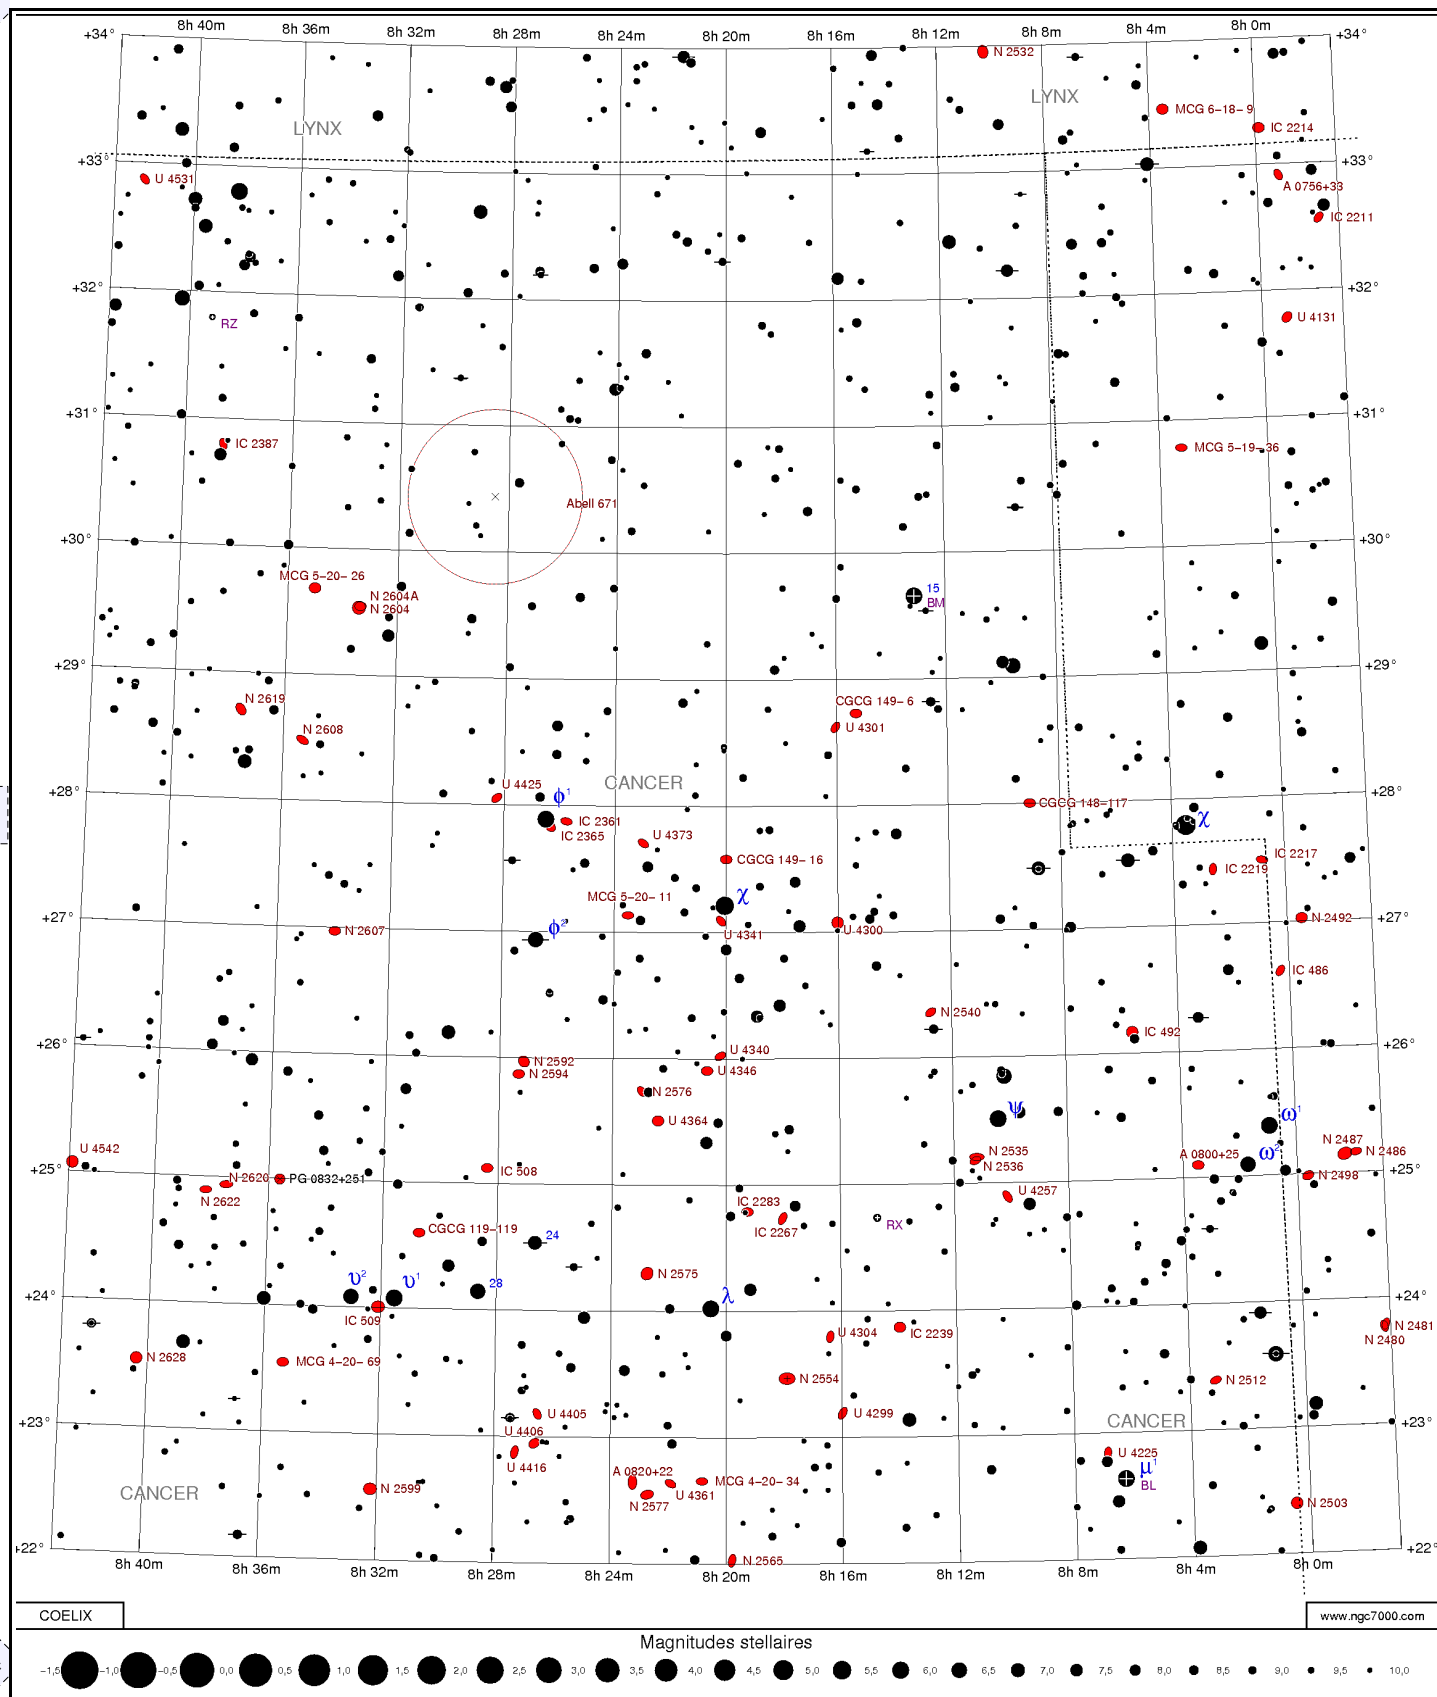 8h 40m 8h 36m 8h 32m 8h 28m 8h 24m 8h 20m 8h 16m 8h 12m 8h 8m 8h 4m 8h 0m
+34° +34°
N 2532
LYNX
MCG 6-18- 9
LYNX
IC 2214
+33° +33°
U 4531
A 0756+33
IC 2211
+32° +32°
RZ
U 4131
+31° +31°
IC 2387
MCG 5-19-36
Abell 671
+30° +30°
MCG 5-20- 26
N 2604A
N 2604
15
BM
+29° +29°
N 2619
CGCG 149- 6
N 2608
U 4301
CANCER
U 4425
+28° +28°
φ1
CGCG 148-117
IC 2361
χ
IC 2365
U 4373
CGCG 149- 16
IC 2217
IC 2219
MCG 5-20- 11
χ
+27° +27°
N 2492
φ2
N 2607
U 4341
U 4300
IC 486
N 2540
IC 492
+26° +26°
U 4340
N 2592
N 2594
U 4346
N 2576
ψ
ω1
U 4364
N 2487
U 4542
N 2535
N 2486
A 0800+25
ω2
N 2536
+25° +25°
IC 508
N 2620
PG 0832+251
N 2498
N 2622
U 4257
IC 2283
RX
CGCG 119-119
IC 2267
24
N 2575
υ2
υ1
28
λ
+24° +24°
IC 509
U 4304
IC 2239
N 2481
N 2480
N 2628
MCG 4-20- 69
N 2554
N 2512
U 4405
U 4299
+23° +23°
CANCER
U 4406
U 4225
U 4416
A 0820+22
μ1
MCG 4-20- 34
BL
CANCER
N 2599
U 4361
N 2577
N 2503
+22° +22°
N 2565
8h 40m 8h 36m 8h 32m 8h 28m 8h 24m 8h 20m 8h 16m 8h 12m 8h 8m 8h 4m 8h 0m
COELIX
www.ngc7000.com
Magnitudes stellaires
-1,5 -1,0 -0,5 0,0 0,5 1,0 1,5 2,0 2,5 3,0 3,5 4,0 4,5 5,0 5,5 6,0 6,5 7,0 7,5 8,0 8,5 9,0 9,5 10,0